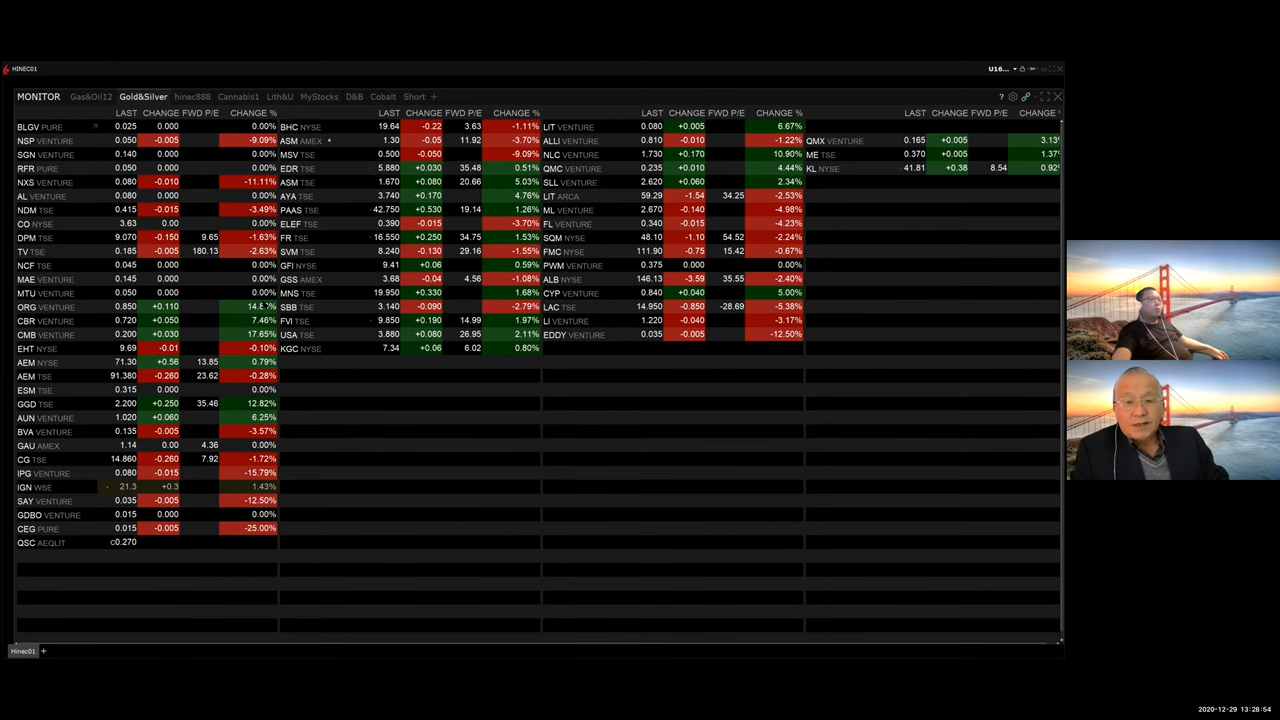 HINEC01 U16...
MONITOR Gas&Oil12 Gold&Silver hinec888 Cannabis1 Lith&U MyStocks D&B Cobalt Short + ?
LAST CHANGE FWD P/E CHANGE % LAST CHANGE FWD P/E CHANGE % LAST CHANGE FWD P/E CHANGE % LAST CHANGE FWD P/E CHANGE
BLGV PURE 0.025 0.000 0.00% BHC NYSE 19.64 -0.22 3.63 -1.11% LIT VENTURE 0.080 +0.005 6.67%
NSP VENTURE 0.050 -0.005 -9.09% ASM AMEX 1.30 -0.05 11.92 -3.70% ALLI VENTURE 0.810 -0.010 -1.22% QMX VENTURE 0.165 +0.005 3.13%
SGN VENTURE 0.140 0.000 0.00% MSV TSE 0.500 -0.050 -9.09% NLC VENTURE 1.730 +0.170 10.90% ME TSE 0.370 +0.005 1.37%
RFR PURE 0.050 0.000 0.00% EDR TSE 5.880 +0.030 35.48 0.51% QMC VENTURE 0.235 +0.010 4.44% KL NYSE 41.81 +0.38 8.54 0.92%
NXS VENTURE 0.080 -0.010 -11.11% ASM TSE 1.670 +0.080 20.66 5.03% SLL VENTURE 2.620 +0.060 2.34%
AL VENTURE 0.080 0.000 0.00% AYA TSE 3.740 +0.170 4.76% LIT ARCA 59.29 -1.54 34.25 -2.53%
NDM TSE 0.415 -0.015 -3.49% PAAS TSE 42.750 +0.530 19.14 1.26% ML VENTURE 2.670 -0.140 -4.98%
CO NYSE 3.63 0.00 0.00% ELEF TSE 0.390 -0.015 -3.70% FL VENTURE 0.340 -0.015 -4.23%
DPM TSE 9.070 -0.150 9.65 -1.63% FR TSE 16.550 +0.250 34.75 1.53% SQM NYSE 48.10 -1.10 54.52 -2.24%
TV TSE 0.185 -0.005 180.13 -2.63% SVM TSE 8.240 -0.130 29.16 -1.55% FMC NYSE 111.90 -0.75 15.42 -0.67%
NCF TSE 0.045 0.000 0.00% GFI NYSE 9.41 +0.06 0.59% PWM VENTURE 0.375 0.000 0.00%
MAE VENTURE 0.145 0.000 0.00% GSS AMEX 3.68 -0.04 4.56 -1.08% ALB NYSE 146.13 -3.59 35.55 -2.40%
MTU VENTURE 0.050 0.000 0.00% MNS TSE 19.950 +0.330 1.68% CYP VENTURE 0.840 +0.040 5.00%
ORG VENTURE 0.850 +0.110 SBB TSE 3.140 -0.090 -2.79% LAC TSE 14.950 -0.850 -28.69 -5.38%
CBR VENTURE 0.720 +0.050 7.46% FVI TSE 9.850 +0.190 14.99 1.97% LI VENTURE 1.220 -0.040 -3.17%
CMB VENTURE 0.200 +0.030 17.65% USA TSE 3.880 +0.080 26.95 2.11% EDDY VENTURE 0.035 -0.005 -12.50%
EHT NYSE 9.69 -0.01 -0.10% KGC NYSE 7.34 +0.06 6.02 0.80%
AEM NYSE 71.30 +0.56 13.85 0.79%
AEM TSE 91.380 -0.260 23.62 -0.28%
ESM TSE 0.315 0.000 0.00%
GGD TSE 2.200 +0.250 35.46 12.82%
AUN VENTURE 1.020 +0.060 6.25%
BVA VENTURE 0.135 -0.005 -3.57%
GAU AMEX 1.14 0.00 4.36 0.00%
CG TSE 14.860 -0.260 7.92 -1.72%
IPG VENTURE 0.080 -0.015 -15.79%
IGN WSE 21.3 +0.3 1.43%
SAY VENTURE 0.035 -0.005 -12.50%
GDBO VENTURE 0.015 0.000 0.00%
CEG PURE 0.015 -0.005 -25.00%
QSC AEQLIT c0.270
Hinec01 +
2020-12-29 13:28:54